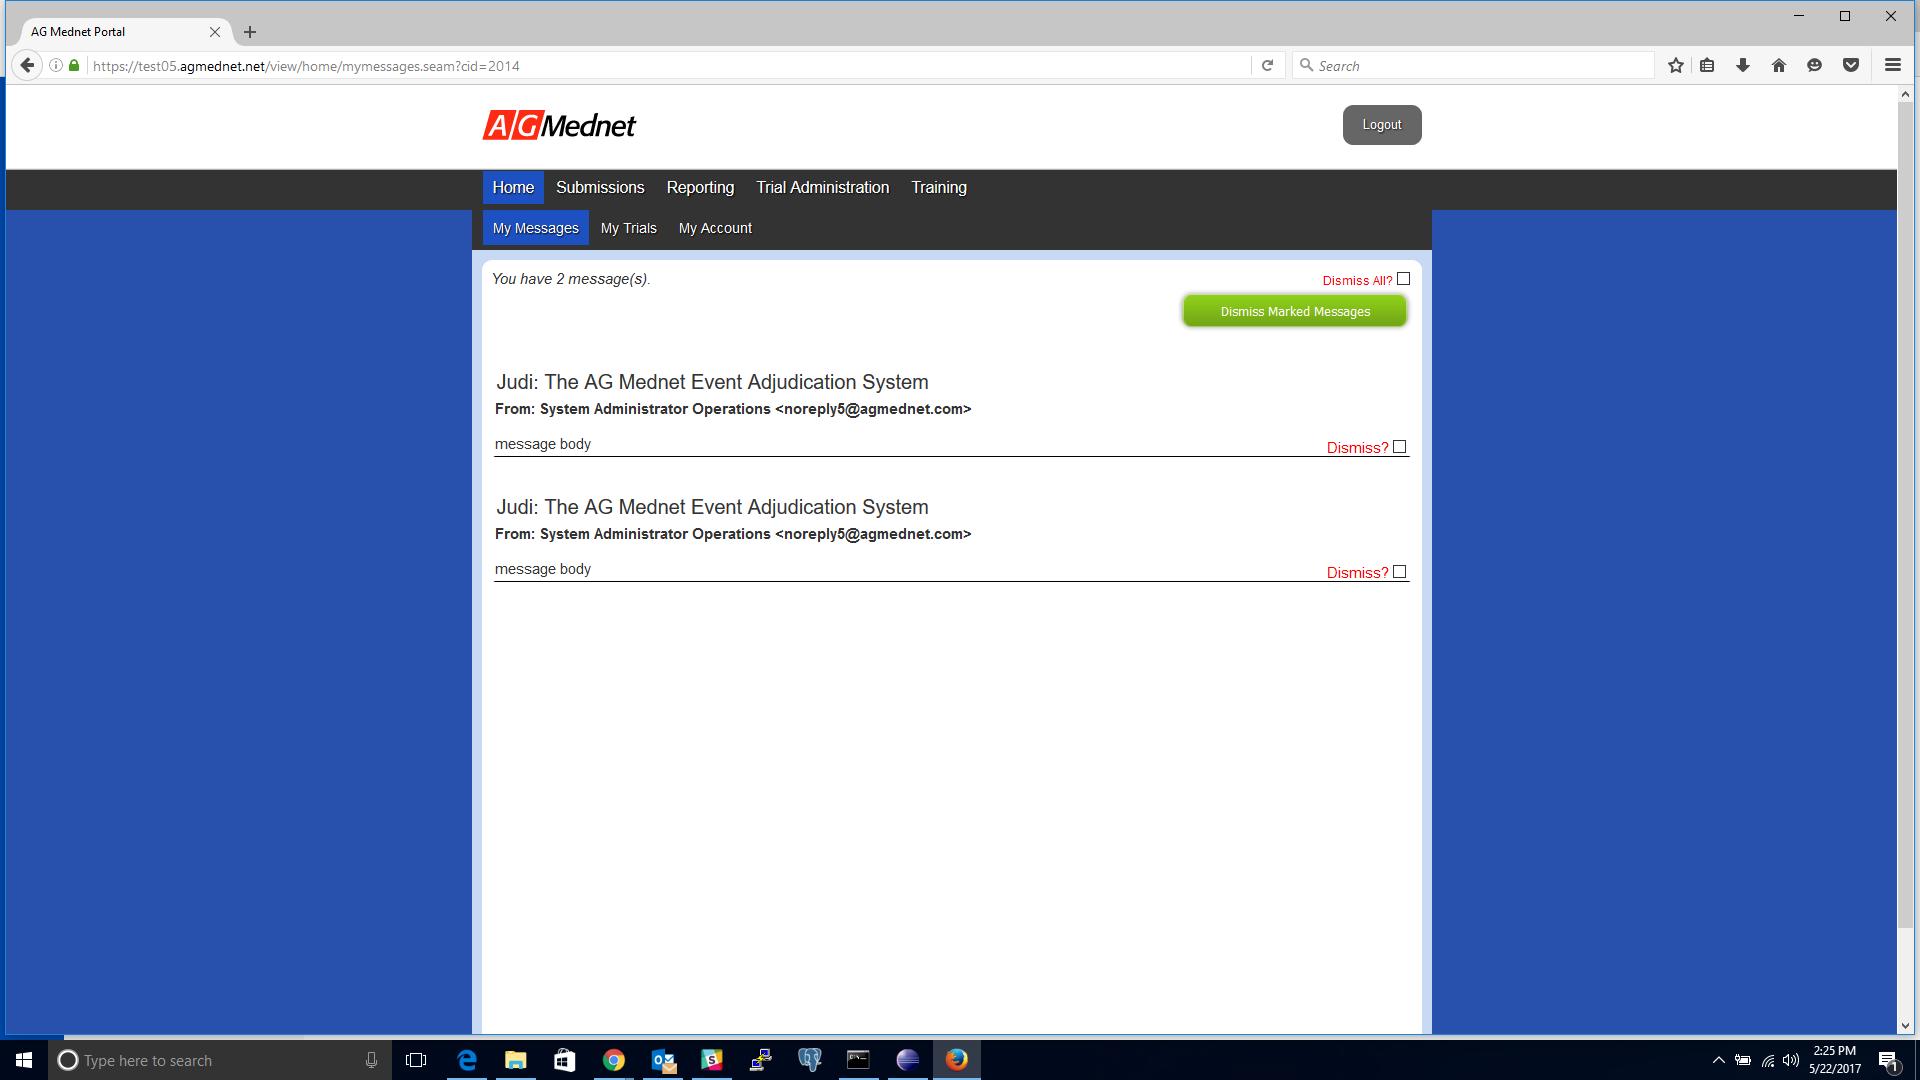 AG Mednet Portal
https://test05.agmednet.net/view/home/mymessages.seam?cid=2014
Search
AG Mednet
Logout
Home Submissions Reporting Trial Administration Training
My Messages My Trials My Account
You have 2 message(s).
Dismiss All?
Dismiss Marked Messages
Judi: The AG Mednet Event Adjudication System
From: System Administrator Operations <noreply5@agmednet.com>
message body
Dismiss?
Judi: The AG Mednet Event Adjudication System
From: System Administrator Operations <noreply5@agmednet.com>
message body
Dismiss?
Type here to search
2:25 PM
5/22/2017
1